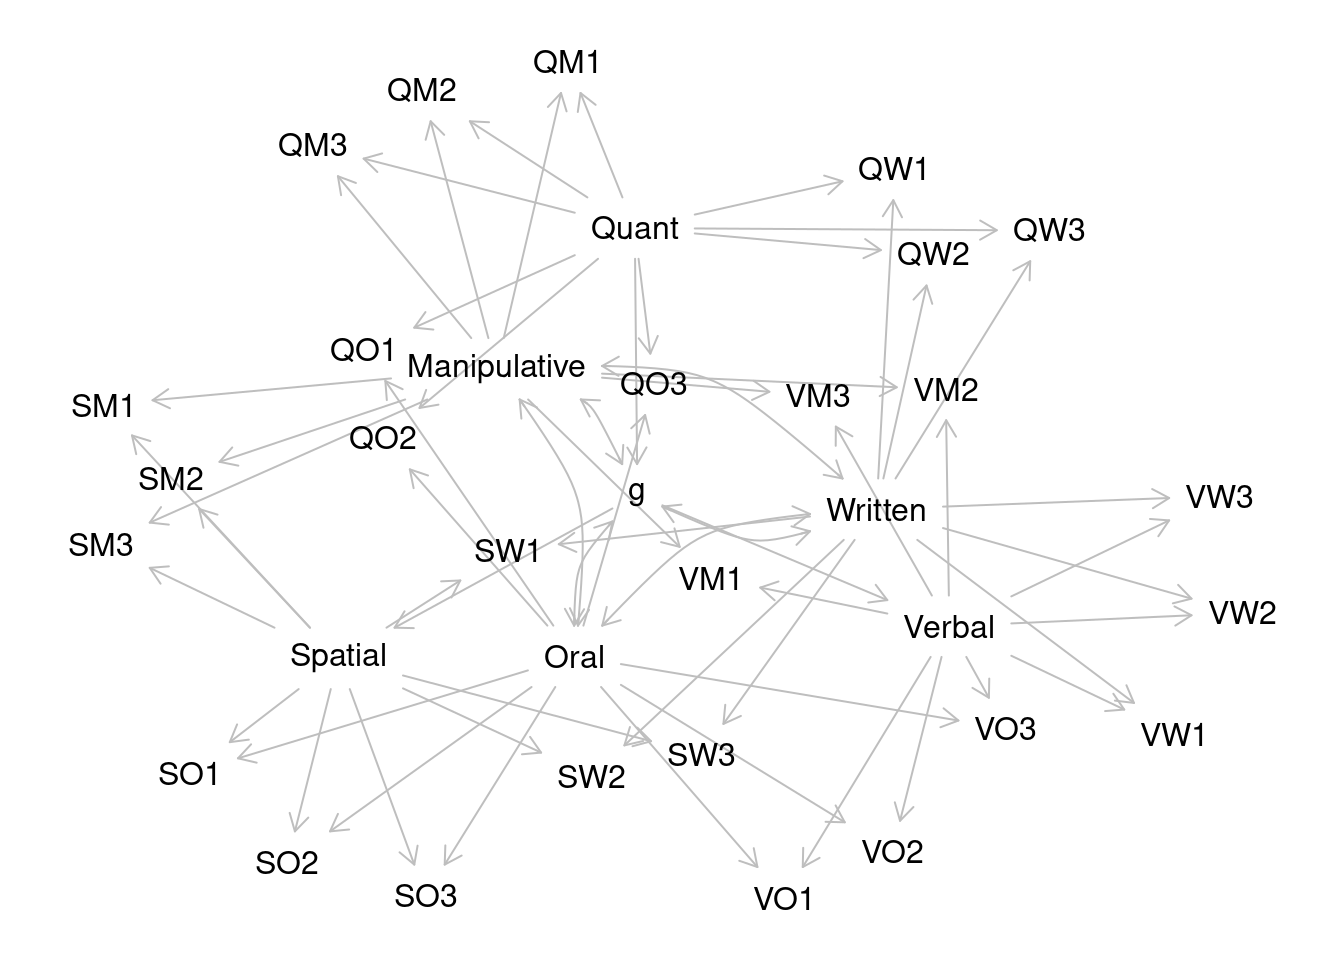 QM1
QM2
QM3
QW1
Quant
QW3
QW2
QO1
Manipulative
QO3
VM3
VM2
SM1
QO2
SM2
g
Written
VW3
SM3
SW1
VM1
VW2
Verbal
Spatial
Oral
VO3
VW1
SW3
SO1
SW2
VO2
SO2
SO3
VO1